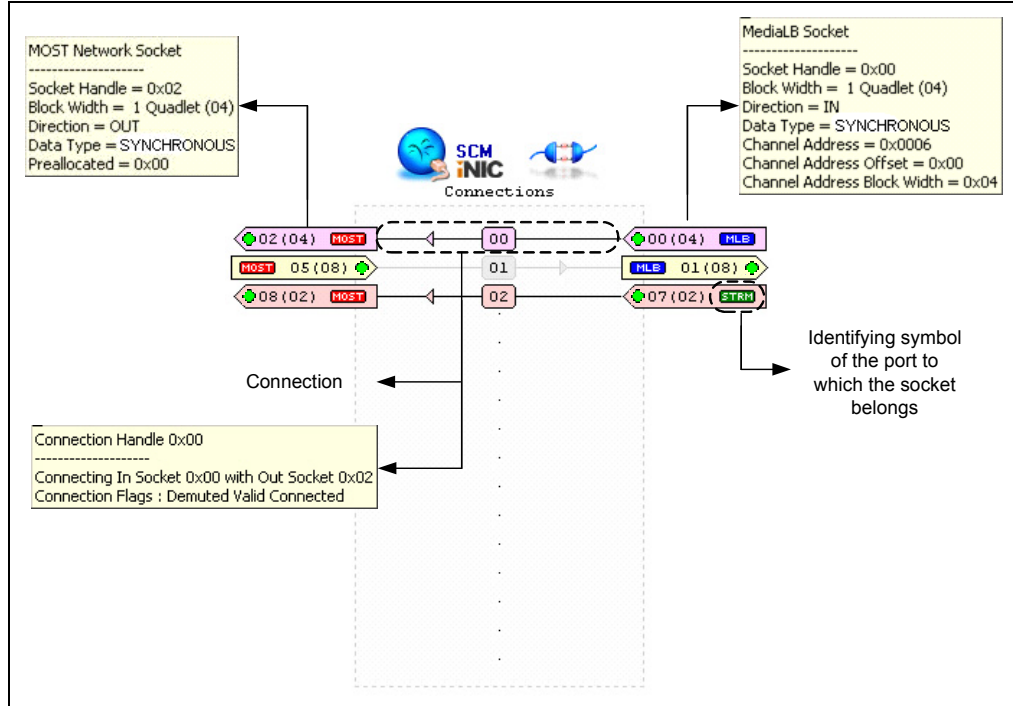 MOST Network Socket
--------------------
Socket Handle = 0x02
Block Width = 1 Quadlet (04)
Direction = OUT
Data Type = SYNCHRONOUS
Preallocated = 0x00
MediaLB Socket
--------------------
Socket Handle = 0x00
Block Width = 1 Quadlet (04)
Direction = IN
Data Type = SYNCHRONOUS
Channel Address = 0x0006
Channel Address Offset = 0x00
Channel Address Block Width = 0x04
SCM
iNIC
Connections
02(04) MOST 00 00(04) MLB
MOST 05(08) 01 MLB 01(08)
08(02) MOST 02 07(02) STRM
Identifying symbol
of the port to
which the socket
belongs
Connection
Connection Handle 0x00
--------------------
Connecting In Socket 0x00 with Out Socket 0x02
Connection Flags : Demuted Valid Connected